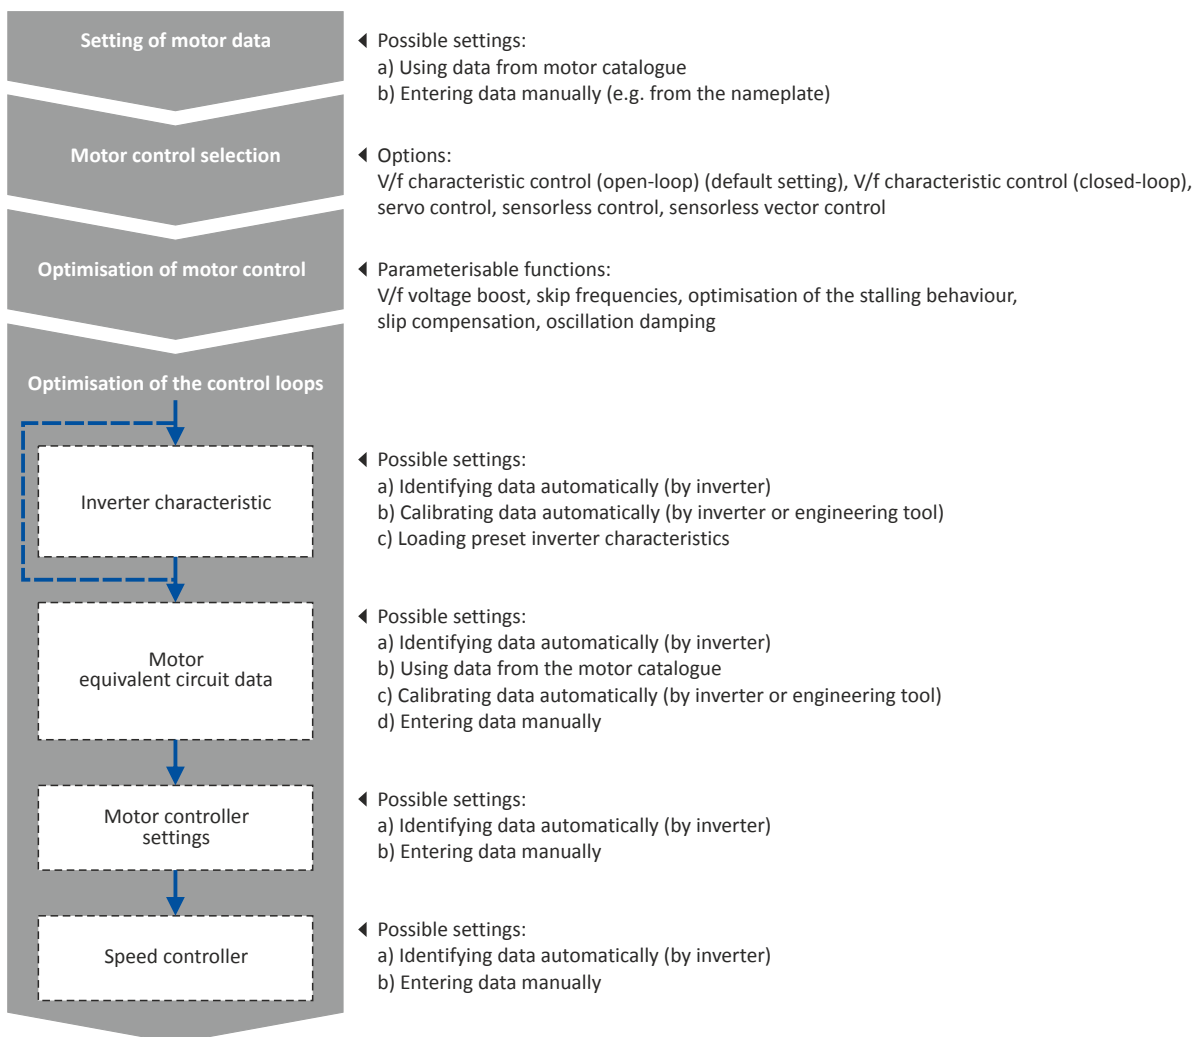 Setting of motor data
Possible settings:
a) Using data from motor catalogue
b) Entering data manually (e.g. from the nameplate)
Motor control selection
Options:
V/f characteristic control (open-loop) (default setting), V/f characteristic control (closed-loop),
servo control, sensorless control, sensorless vector control
Optimisation of motor control
Parameterisable functions:
V/f voltage boost, skip frequencies, optimisation of the stalling behaviour,
slip compensation, oscillation damping
Optimisation of the control loops
Inverter characteristic
Possible settings:
a) Identifying data automatically (by inverter)
b) Calibrating data automatically (by inverter or engineering tool)
c) Loading preset inverter characteristics
Motor
equivalent circuit data
Possible settings:
a) Identifying data automatically (by inverter)
b) Using data from the motor catalogue
c) Calibrating data automatically (by inverter or engineering tool)
d) Entering data manually
Motor controller
settings
Possible settings:
a) Identifying data automatically (by inverter)
b) Entering data manually
Speed controller
Possible settings:
a) Identifying data automatically (by inverter)
b) Entering data manually